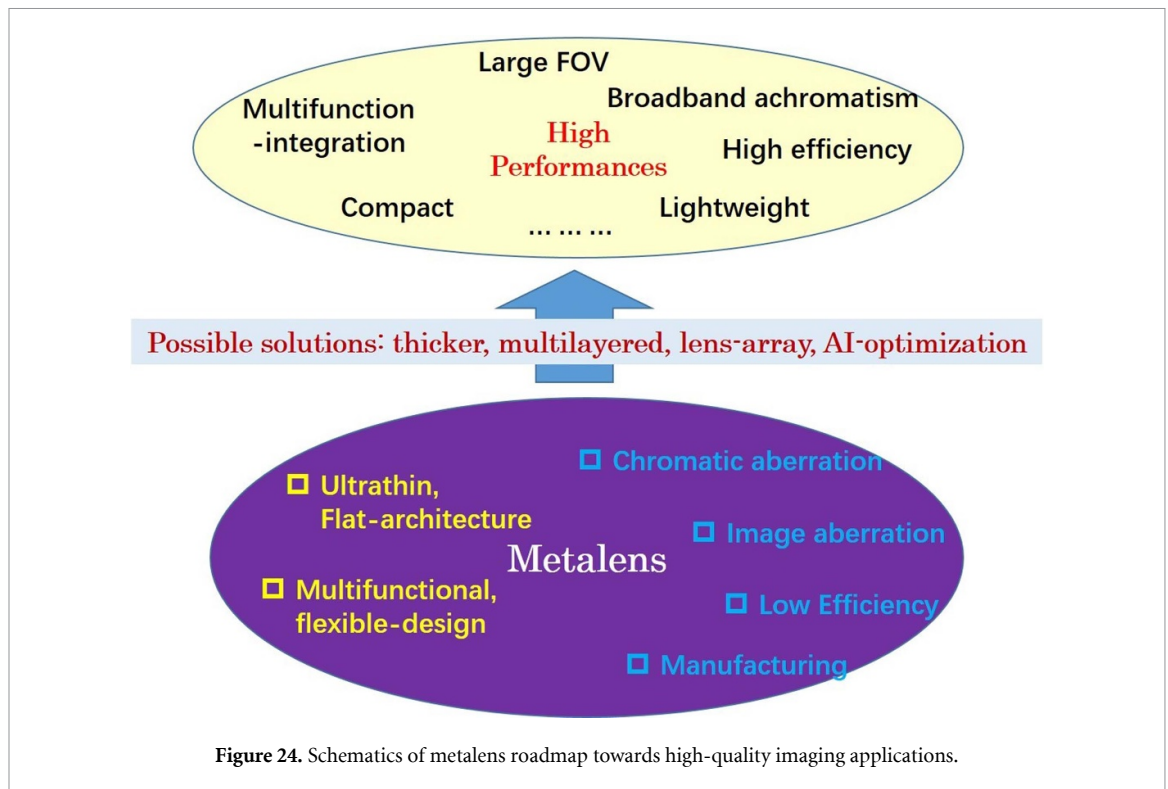 Large FOV
Broadband achromatism
Multifunction
-integration
High
Performances
High efficiency
Compact
Lightweight
... ... ...
Possible solutions: thicker, multilayered, lens-array, AI-optimization
Chromatic aberration
Ultrathin,
Flat-architecture
Image aberration
Metalens
Multifunctional,
flexible-design
Low Efficiency
Manufacturing
Figure 24. Schematics of metalens roadmap towards high-quality imaging applications.